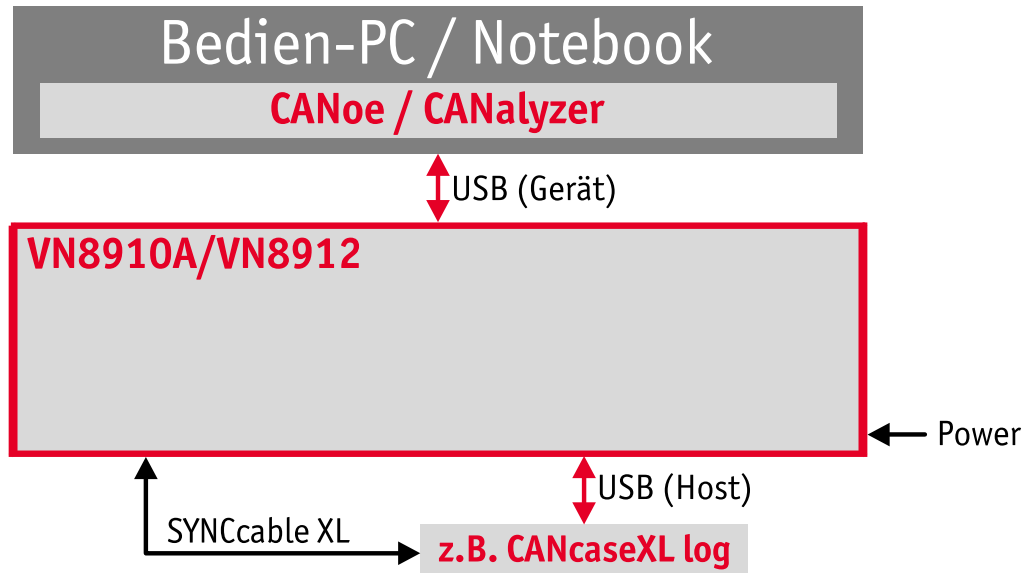 Bedien-PC / Notebook
CANoe / CANalyzer
USB (Gerät)
VN8910A/VN8912
Power
USB (Host)
SYNCcable XL
z.B. CANcaseXL log